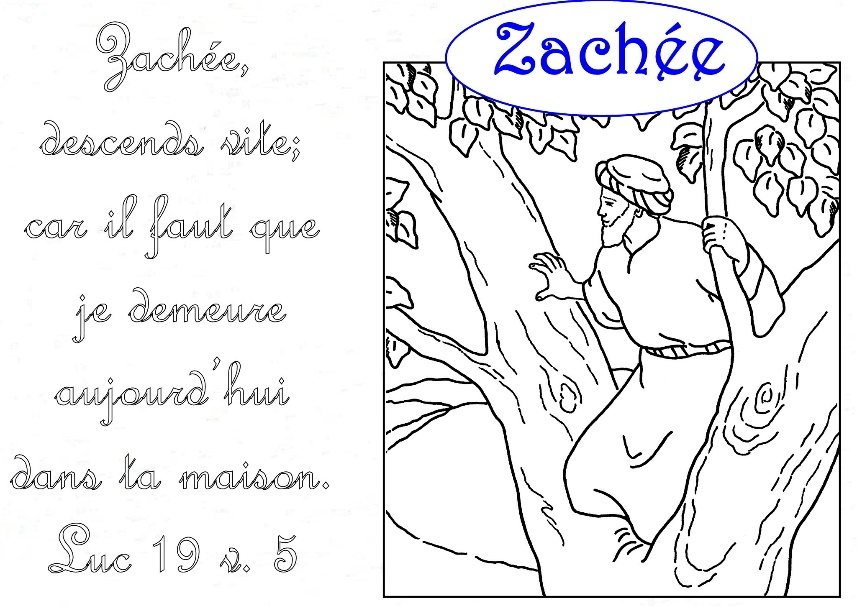 Zachée,
descends vite;
car il faut que
je demeure
aujourd'hui
dans ta maison.
Luc 19 v. 5
Zachée